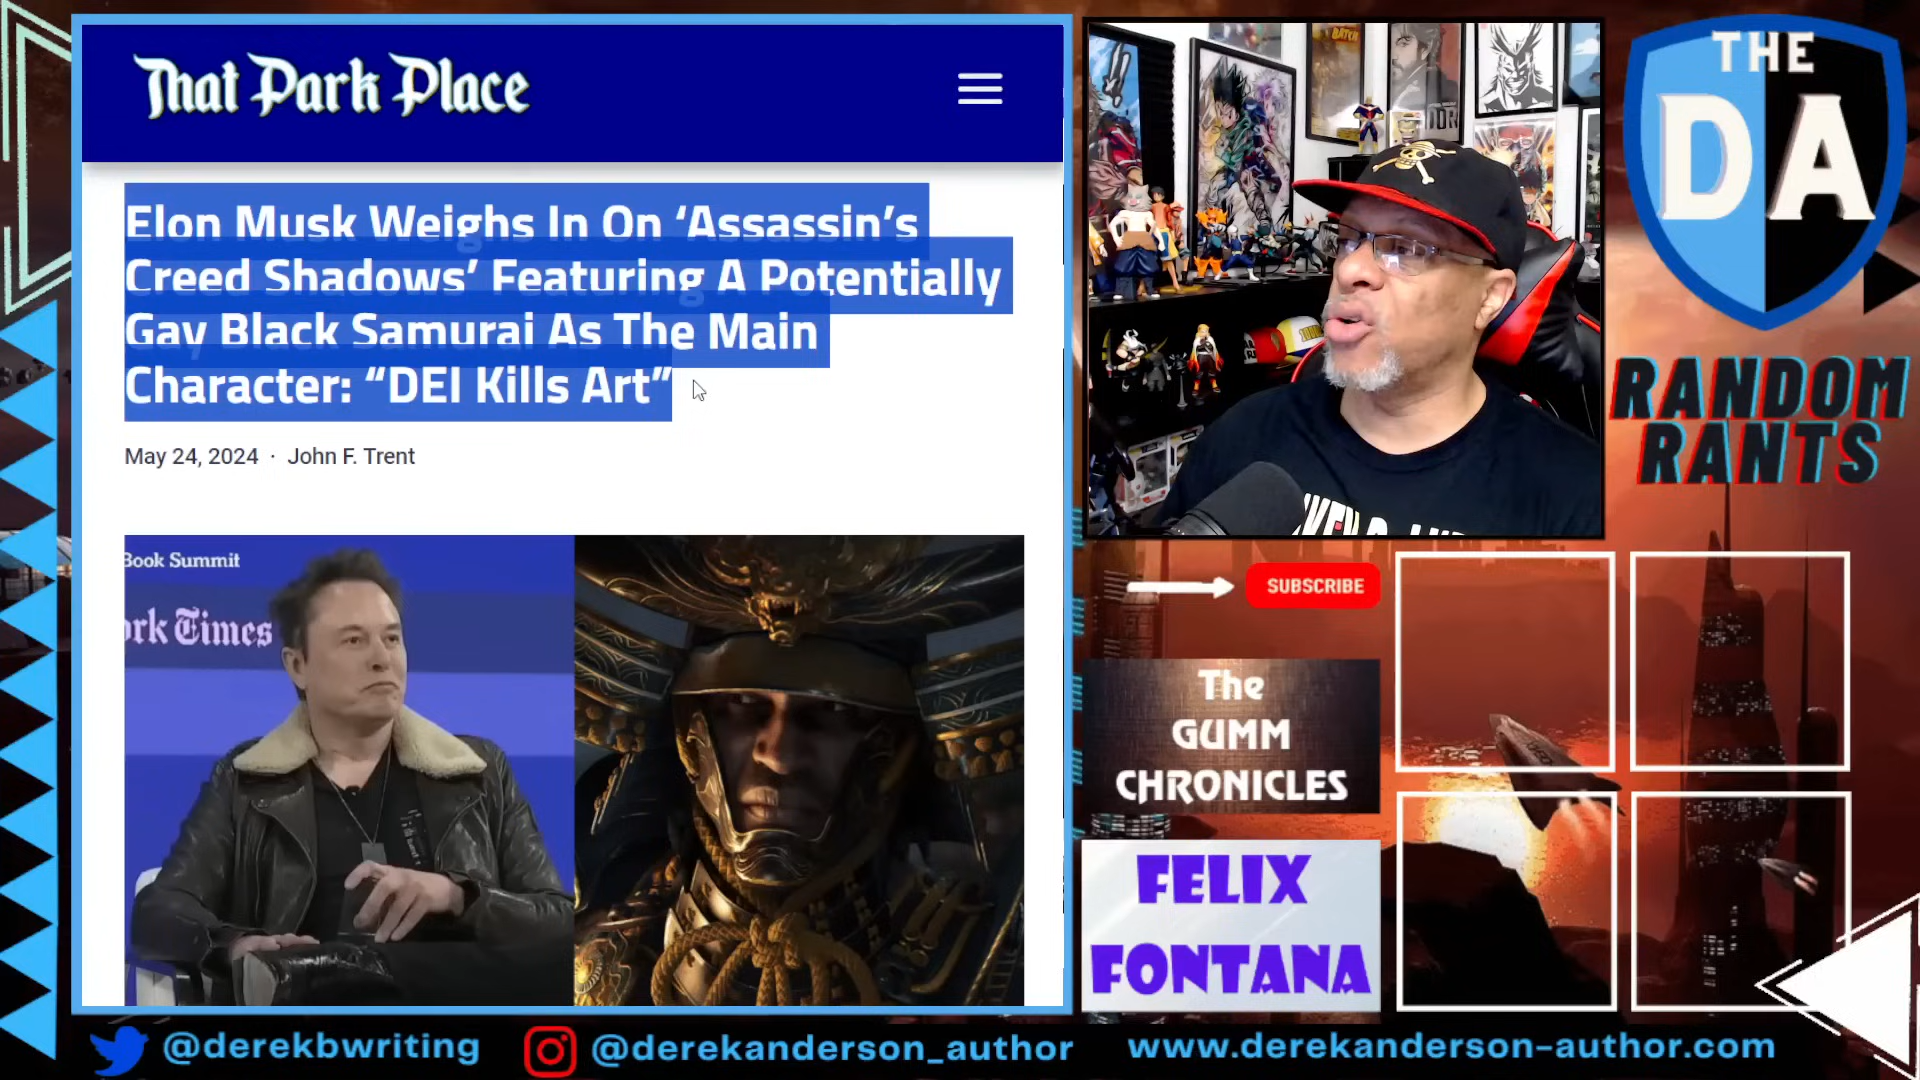 That Park Place
Elon Musk Weighs In On ‘Assassin’s
Creed Shadows’ Featuring A Potentially
Gay Black Samurai As The Main
Character: “DEI Kills Art”
May 24, 2024 · John F. Trent
Book Summit
ork Times
BATCH
THE
DA
RANDOM
RANTS
SUBSCRIBE
The
GUMM
CHRONICLES
FELIX
FONTANA
@derekbwriting
@derekanderson_author
www.derekanderson-author.com